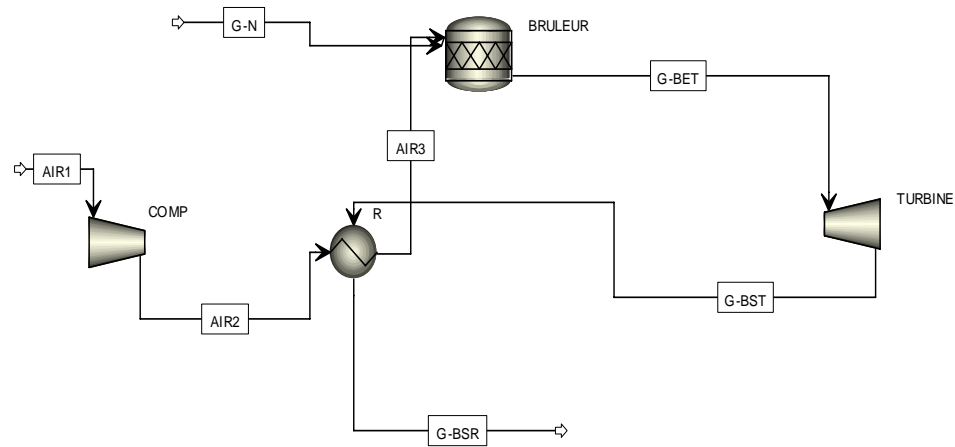 G-N
BRULEUR
G-BET
AIR3
AIR1
COMP
R
TURBINE
AIR2
G-BST
G-BSR